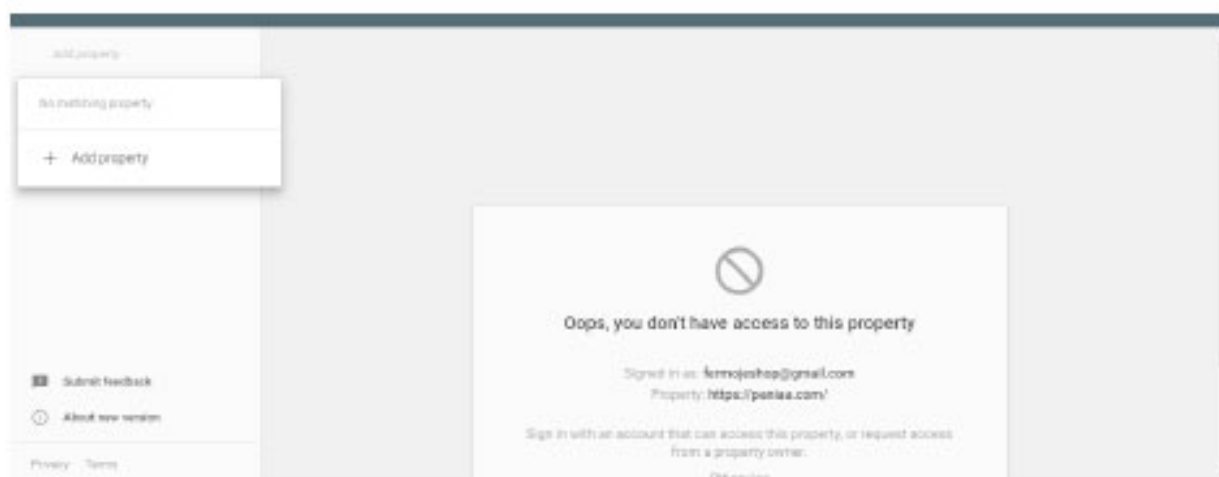 Add property
No matching property
+ Add property
Submit feedback
About new version
Privacy Terms
Oops, you don't have access to this property
Signed in as: fermojeshop@gmail.com
Property: https://peniaa.com/
Sign in with an account that can access this property, or request access
from a property owner.